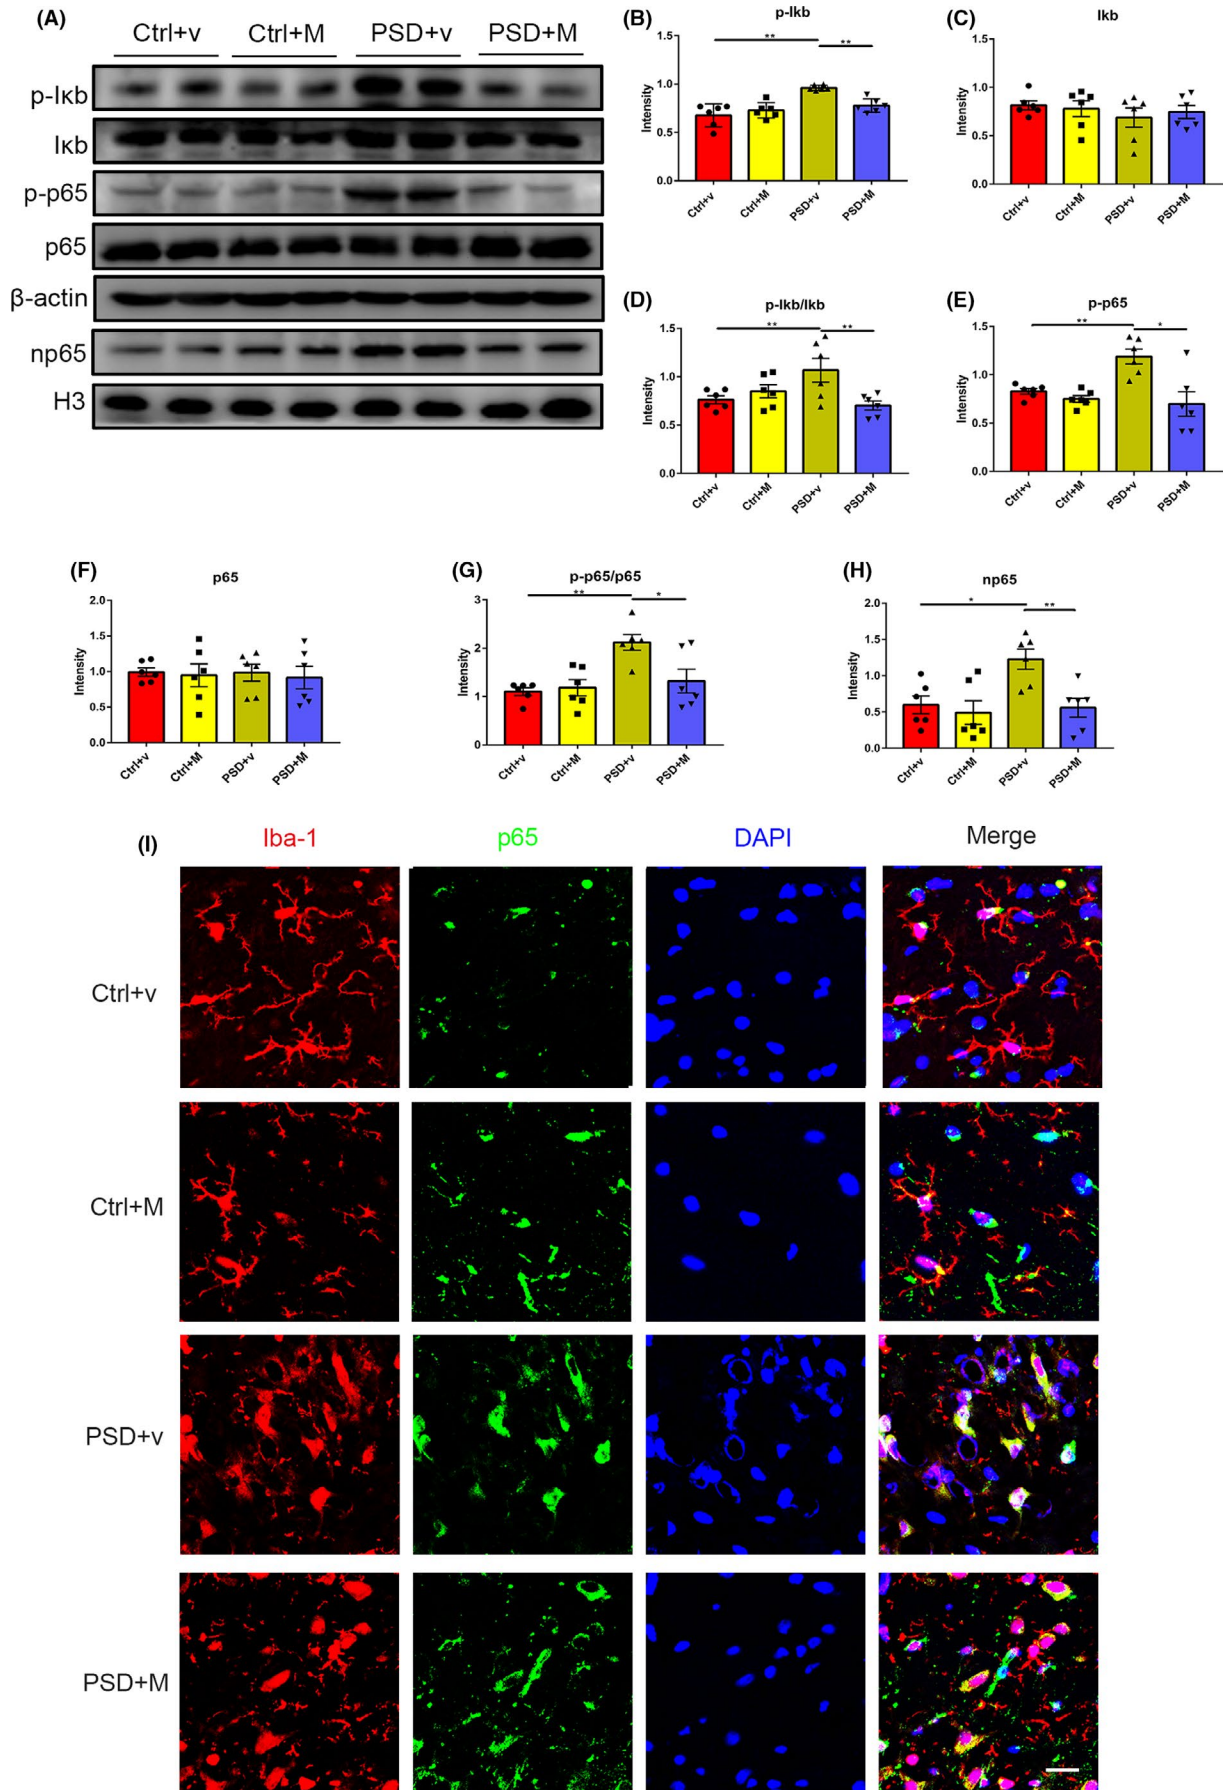 (A)
Ctrl+v Ctrl+M PSD+v PSD+M
p-Iκb
Iκb
p-p65
p65
β-actin
np65
H3
(B)
p-Ikb
Intensity
1.5
1.0
0.5
0.0
** **
Ctrl+v Ctrl+M PSD+v PSD+M
(C)
Ikb
Intensity
1.5
1.0
0.5
0.0
Ctrl+v Ctrl+M PSD+v PSD+M
(D)
p-Ikb/Ikb
Intensity
1.5
1.0
0.5
0.0
** **
Ctrl+v Ctrl+M PSD+v PSD+M
(E)
p-p65
Intensity
1.5
1.0
0.5
0.0
** *
Ctrl+v Ctrl+M PSD+v PSD+M
(F)
p65
Intensity
2.0
1.5
1.0
0.5
0.0
Ctrl+v Ctrl+M PSD+v PSD+M
(G)
p-p65/p65
Intensity
3
2
1
0
** *
Ctrl+v Ctrl+M PSD+v PSD+M
(H)
np65
Intensity
2.0
1.5
1.0
0.5
0.0
* **
Ctrl+v Ctrl+M PSD+v PSD+M
(I)
Iba-1 p65 DAPI Merge
Ctrl+v
Ctrl+M
PSD+v
PSD+M